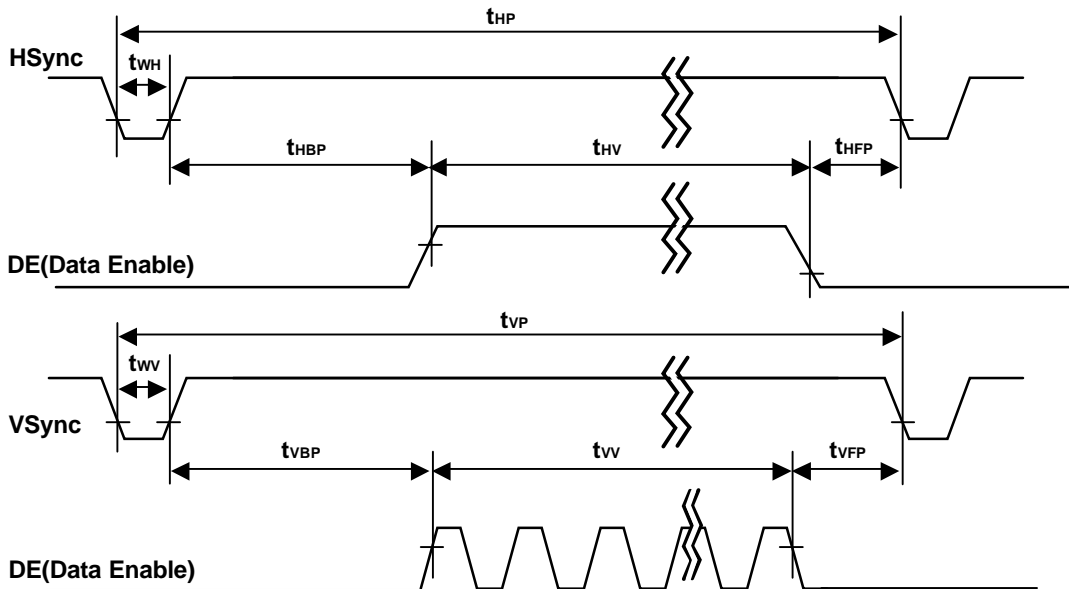 tHP
HSync
tWH
tHBP
tHV
tHFP
DE(Data Enable)
tVP
tWV
VSync
tVBP
tVV
tVFP
DE(Data Enable)